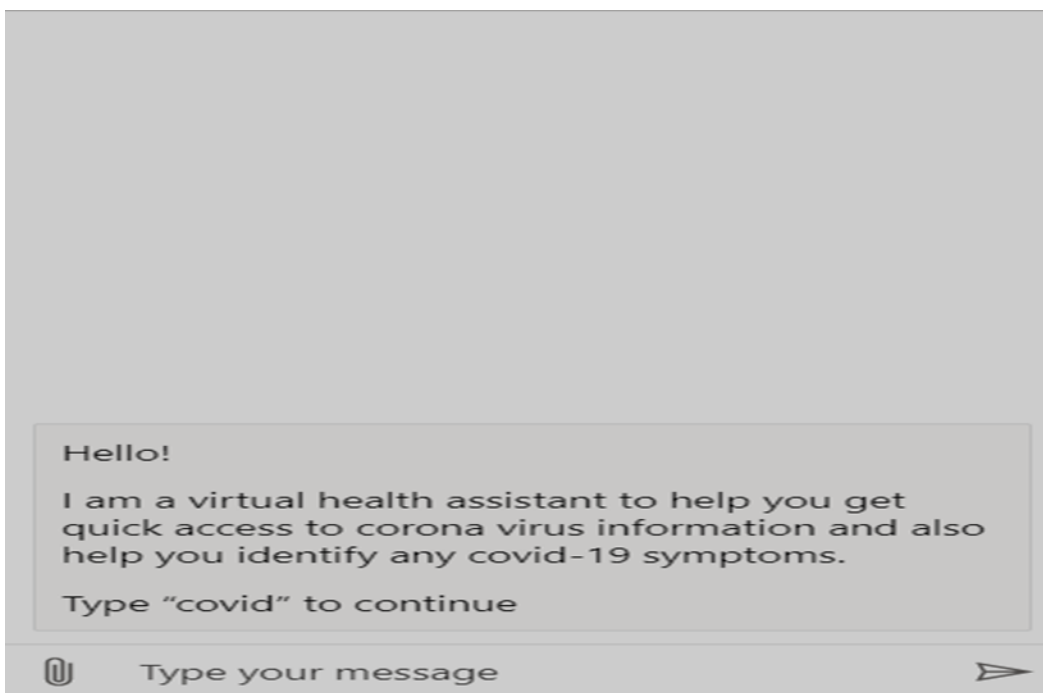 Hello!
I am a virtual health assistant to help you get
quick access to corona virus information and also
help you identify any covid-19 symptoms.
Type “covid” to continue
Type your message